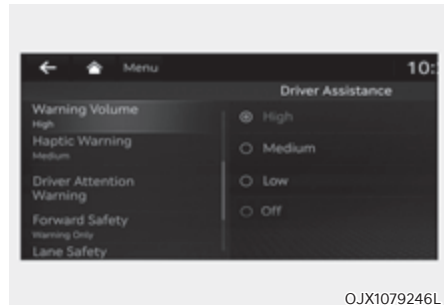 Menu
10:
Driver Assistance
Warning Volume
High
Haptic Warning
Medium
Driver Attention
Warning
Forward Safety
Warning Only
Lane Safety
High
Medium
Low
Off
OJX1079246L